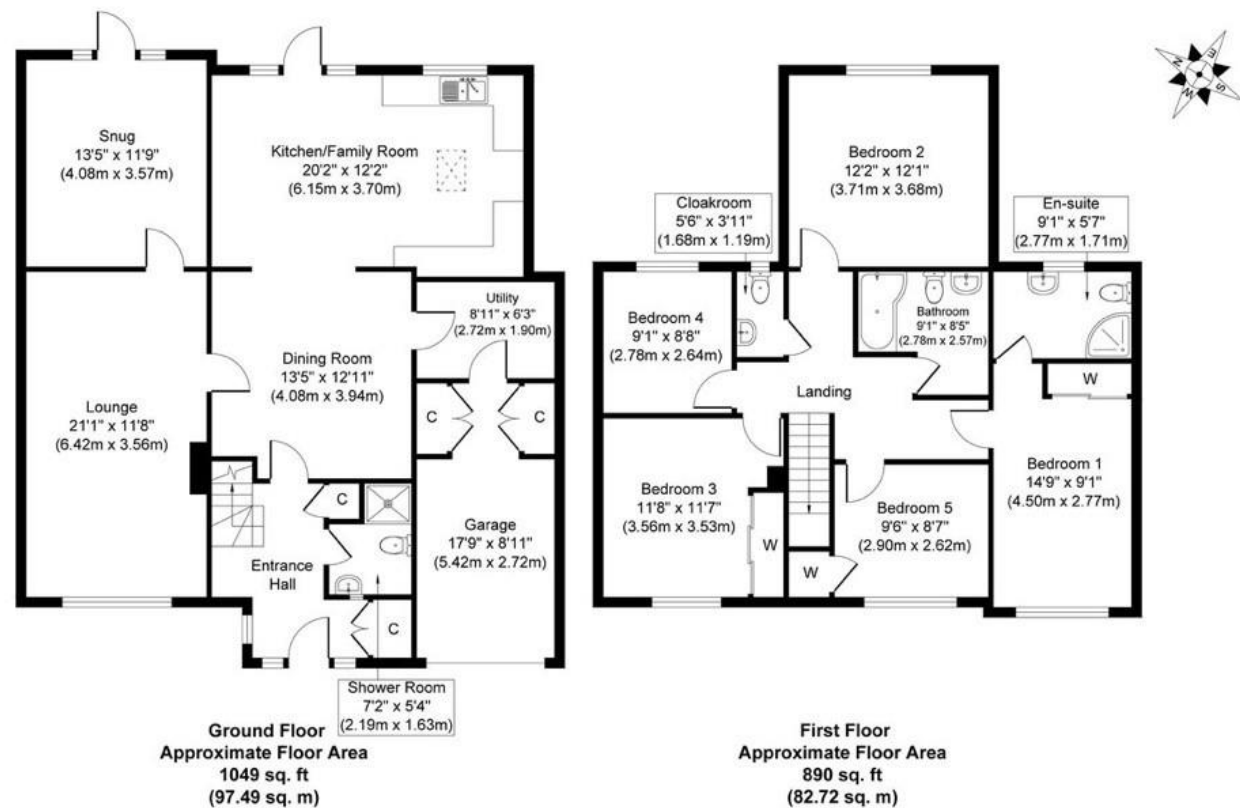 Snug
13'5" x 11'9"
(4.08m x 3.57m)
Kitchen/Family Room
20'2" x 12'2"
(6.15m x 3.70m)
Lounge
21'1" x 11'8"
(6.42m x 3.56m)
Dining Room
13'5" x 12'11"
(4.08m x 3.94m)
Utility
8'11" x 6'3"
(2.72m x 1.90m)
C
C
C
Garage
17'9" x 8'11"
(5.42m x 2.72m)
Entrance
Hall
C
Shower Room
7'2" x 5'4"
(2.19m x 1.63m)
Ground Floor
Approximate Floor Area
1049 sq. ft
(97.49 sq. m)
N
E
S
W
Bedroom 2
12'2" x 12'1"
(3.71m x 3.68m)
Cloakroom
5'6" x 3'11"
(1.68m x 1.19m)
En-suite
9'1" x 5'7"
(2.77m x 1.71m)
Bedroom 4
9'1" x 8'8"
(2.78m x 2.64m)
Bathroom
9'1" x 8'5"
(2.78m x 2.57m)
Landing
W
Bedroom 3
11'8" x 11'7"
(3.56m x 3.53m)
W
W
Bedroom 5
9'6" x 8'7"
(2.90m x 2.62m)
Bedroom 1
14'9" x 9'1"
(4.50m x 2.77m)
First Floor
Approximate Floor Area
890 sq. ft
(82.72 sq. m)